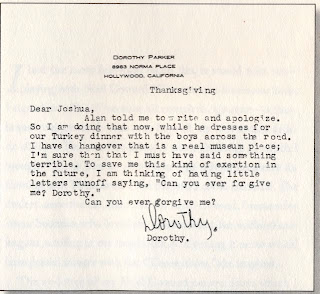 DOROTHY PARKER
8983 NORMA PLACE
HOLLYWOOD, CALIFORNIA
Thanksgiving
Dear Joshua,
Alan told me to write and apologize.
So I am doing that now, while he dresses for
our Turkey dinner with the boys across the road.
I have a hangover that is a real museum piece;
I'm sure then that I must have said something
terrible. To save me this kind of exertion in
the future, I am thinking of having little
letters runoff saying, "Can you ever forgive
me? Dorothy."
Can you ever forgive me?
Dorothy.
Dorothy.